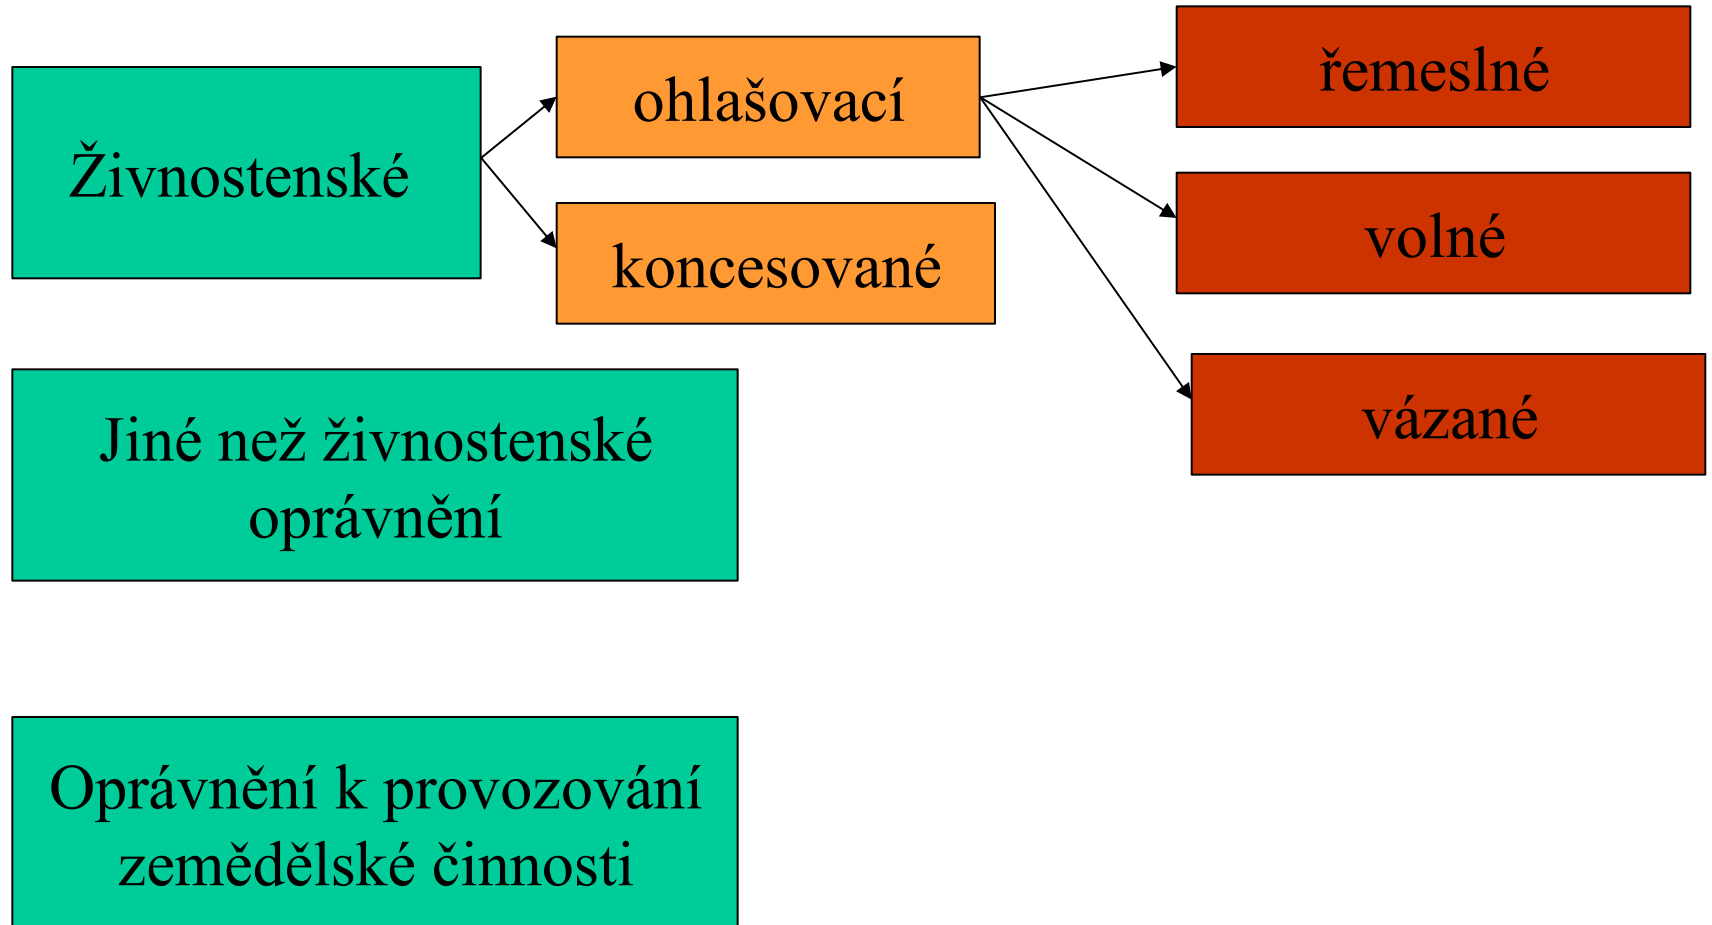 Živnostenské
ohlašovací
koncesované
řemeslné
volné
vázané
Jiné než živnostenské
oprávnění
Oprávnění k provozování
zemědělské činnosti